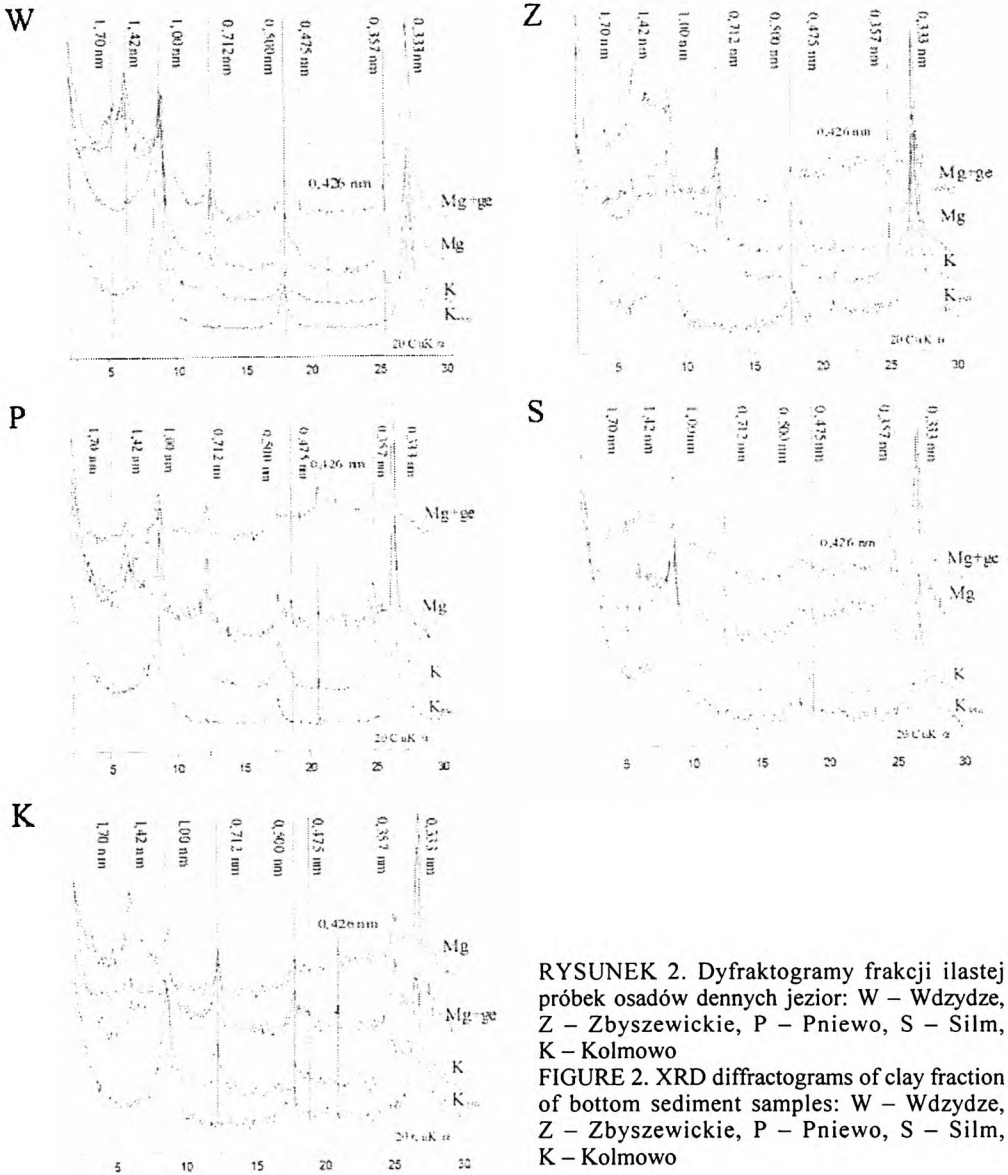 W
1,70 nm 1,42 nm 1,00 nm 0,712 nm 0,500 nm 0,475 nm 0,357 nm 0,333 nm
0,426 nm
Mg+ge
Mg
K
K
2θ CuK α
5 10 15 20 25 30
Z
1,70 nm 1,42 nm 1,00 nm 0,712 nm 0,500 nm 0,475 nm 0,357 nm 0,333 nm
0,426 nm
Mg+ge
Mg
K
K
2θ CuK α
5 10 15 20 25 30
P
1,70 nm 1,42 nm 1,00 nm 0,712 nm 0,500 nm 0,475 nm 0,357 nm 0,333 nm
0,426 nm
Mg+ge
Mg
K
K
2θ CuK α
5 10 15 20 25 30
S
1,70 nm 1,42 nm 1,00 nm 0,712 nm 0,500 nm 0,475 nm 0,357 nm 0,333 nm
0,426 nm
Mg+ge
Mg
K
K
2θ CuK α
5 10 15 20 25 30
K
1,70 nm 1,42 nm 1,00 nm 0,712 nm 0,500 nm 0,475 nm 0,357 nm 0,333 nm
0,426 nm
Mg
Mg+ge
K
K
2θ CuK α
5 10 15 20 25 30
RYSUNEK 2. Dyfraktogramy frakcji ilastej
próbek osadów dennych jezior: W – Wdzydze,
Z – Zbyszewickie, P – Pniewo, S – Silm,
K – Kolmowo
FIGURE 2. XRD diffractograms of clay fraction
of bottom sediment samples: W – Wdzydze,
Z – Zbyszewickie, P – Pniewo, S – Silm,
K – Kolmowo